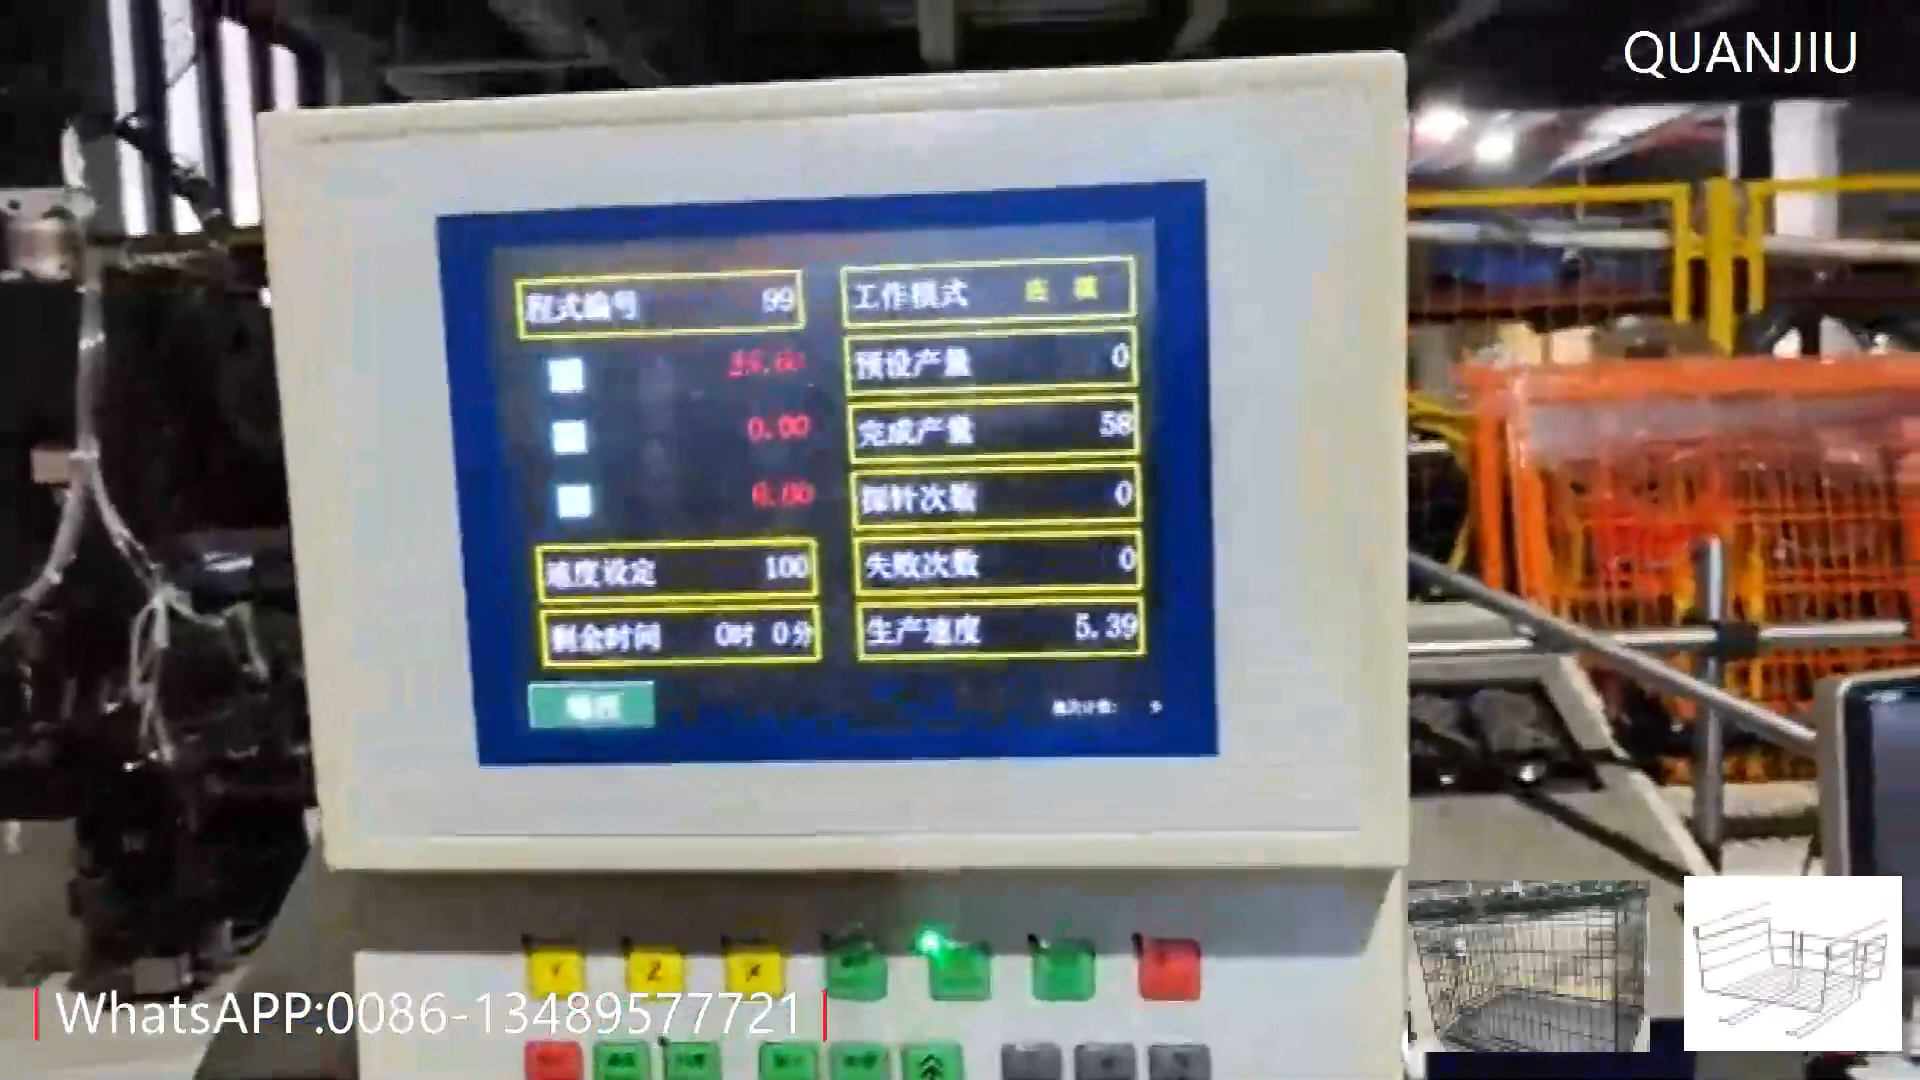 QUANJIU
程式编号 99
工作模式
预设产量 0
0.00
完成产量 58
探针次数 0
速度设定 100
失败次数 0
剩余时间 0时 0分
生产速度 5.39
Y Z X
WhatsAPP:0086-13489577721